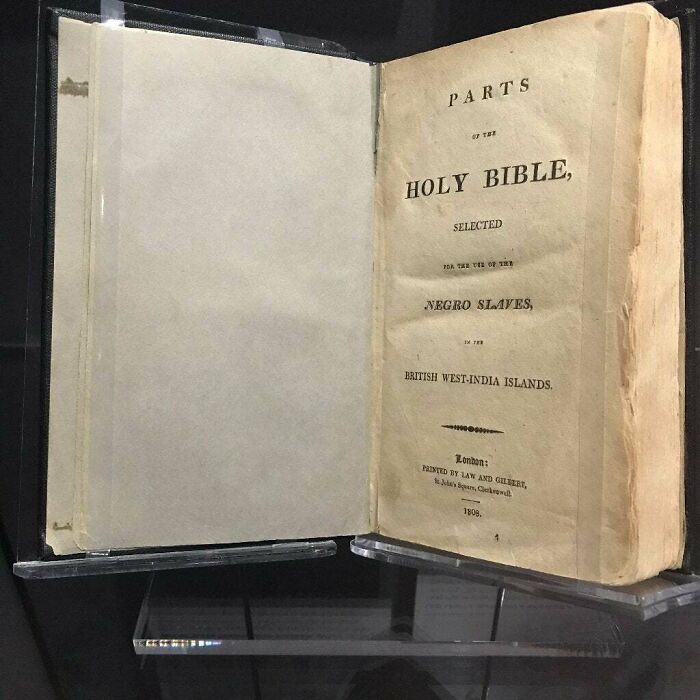 PARTS
OF THE
HOLY BIBLE,
SELECTED
FOR THE USE OF THE
NEGRO SLAVES,
IN THE
BRITISH WEST-INDIA ISLANDS.
London:
PRINTED BY LAW AND GILBERT,
St. John's Square, Clerkenwell.
1808.